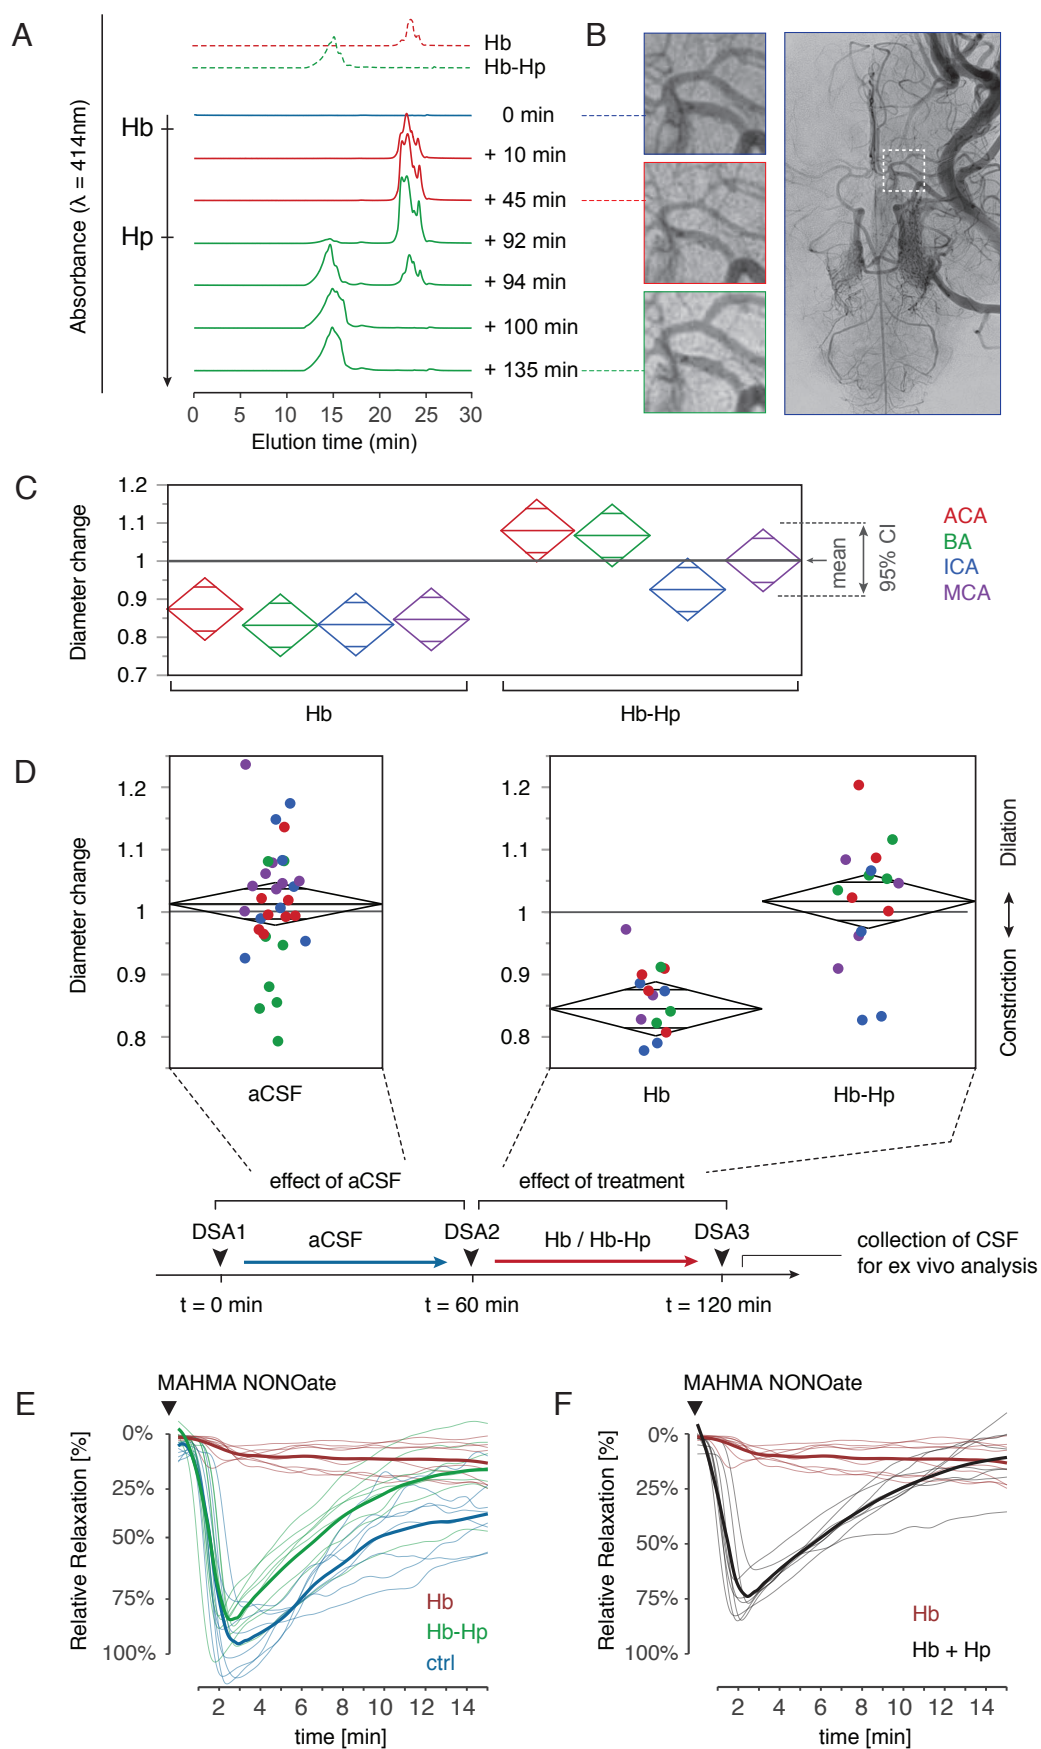 A
Absorbance (λ = 414nm)
Hb
Hp
Hb
Hb-Hp
0 min
+ 10 min
+ 45 min
+ 92 min
+ 94 min
+ 100 min
+ 135 min
0 5 10 15 20 25 30
Elution time (min)
B
C
Diameter change
1.2
1.1
1
0.9
0.8
0.7
Hb
Hb-Hp
mean
95% CI
ACA
BA
ICA
MCA
D
Diameter change
1.2
1.1
1
0.9
0.8
aCSF
1.2
1.1
1
0.9
0.8
Hb
Hb-Hp
Dilation
Constriction
effect of aCSF
effect of treatment
DSA1
aCSF
DSA2
Hb / Hb-Hp
DSA3
collection of CSF
for ex vivo analysis
t = 0 min
t = 60 min
t = 120 min
E
MAHMA NONOate
Relative Relaxation [%]
0%
25%
50%
75%
100%
Hb
Hb-Hp
ctrl
2 4 6 8 10 12 14
time [min]
F
MAHMA NONOate
Relative Relaxation [%]
0%
25%
50%
75%
100%
Hb
Hb + Hp
2 4 6 8 10 12 14
time [min]